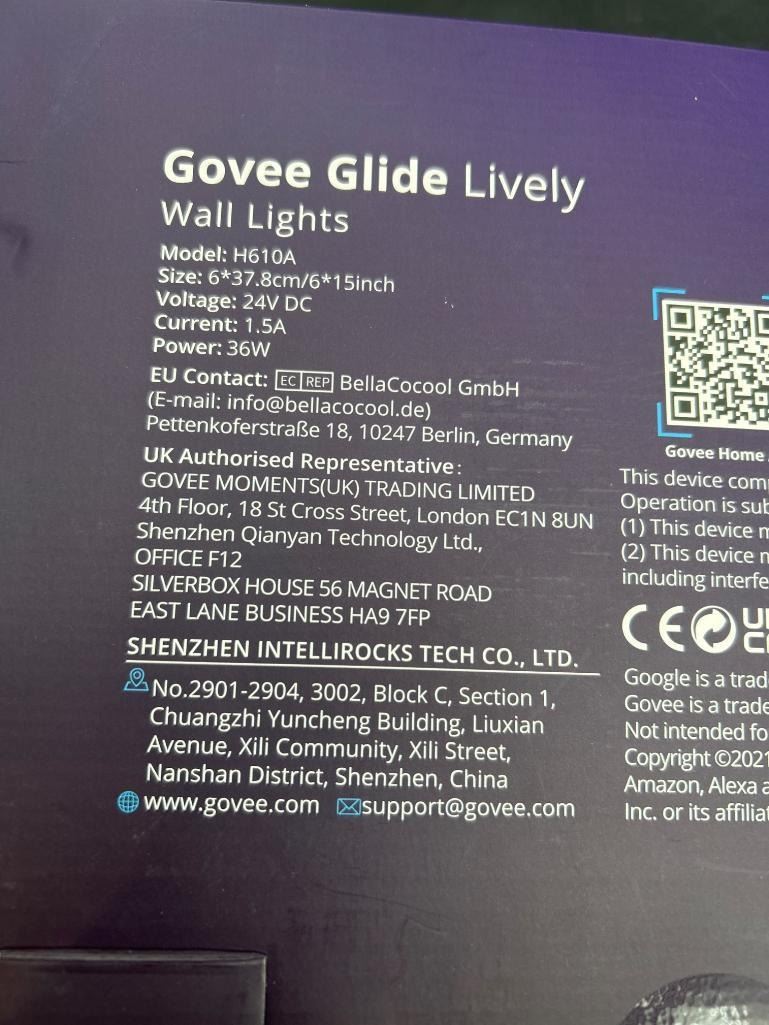 Govee Glide Lively
Wall Lights
Model: H610A
Size: 6*37.8cm/6*15inch
Voltage: 24V DC
Current: 1.5A
Power: 36W
EU Contact: EC REP BellaCocool GmbH
(E-mail: info@bellacocool.de)
Pettenkoferstraße 18, 10247 Berlin, Germany
UK Authorised Representative:
GOVEE MOMENTS(UK) TRADING LIMITED
4th Floor, 18 St Cross Street, London EC1N 8UN
Shenzhen Qianyan Technology Ltd.,
OFFICE F12
SILVERBOX HOUSE 56 MAGNET ROAD
EAST LANE BUSINESS HA9 7FP
SHENZHEN INTELLIROCKS TECH CO., LTD.
No.2901-2904, 3002, Block C, Section 1,
Chuangzhi Yuncheng Building, Liuxian
Avenue, Xili Community, Xili Street,
Nanshan District, Shenzhen, China
www.govee.com support@govee.com
Govee Home
This device
Operation is
(1) This device
(2) This device
including
CE
Google is a
Govee is a
Not intended
Copyright ©2021
Amazon, Alexa
Inc. or its